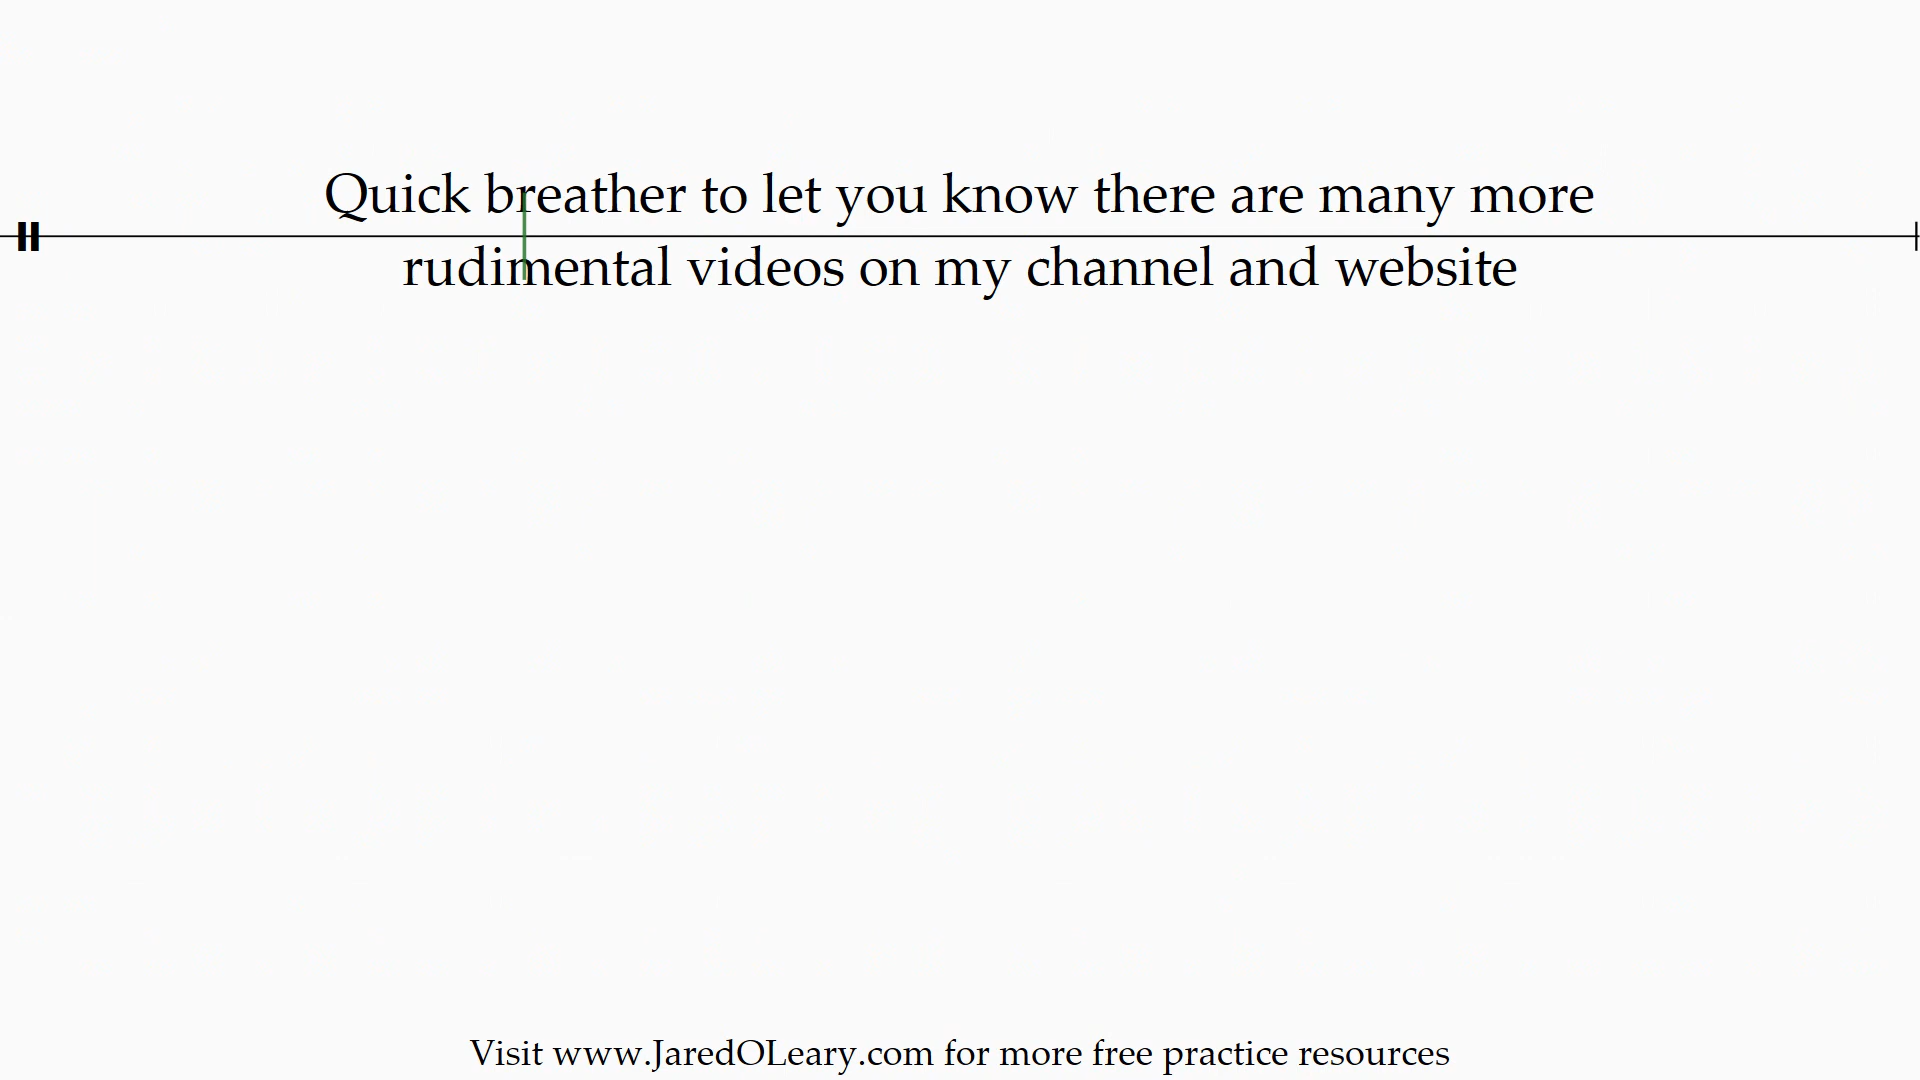 Quick breather to let you know there are many more
rudimental videos on my channel and website
Visit www.JaredOLeary.com for more free practice resources